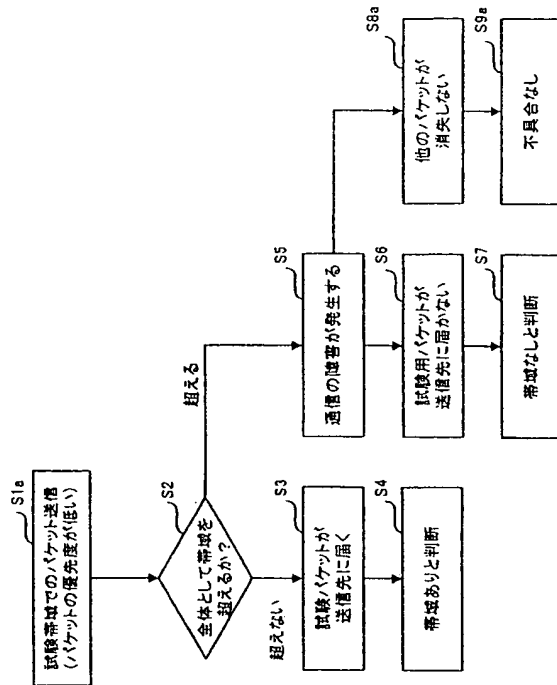 S1a
試験帯域でのパケット送信
(パケットの優先度が低い)
S2
全体として帯域を
超えるか?
超える
超えない
S3
試験パケットが
送信先に届く
S4
帯域ありと判断
S5
通信の障害が発生する
S6
試験用パケットが
送信先に届かない
S7
帯域なしと判断
S8a
他のパケットが
消失しない
S9a
不具合なし